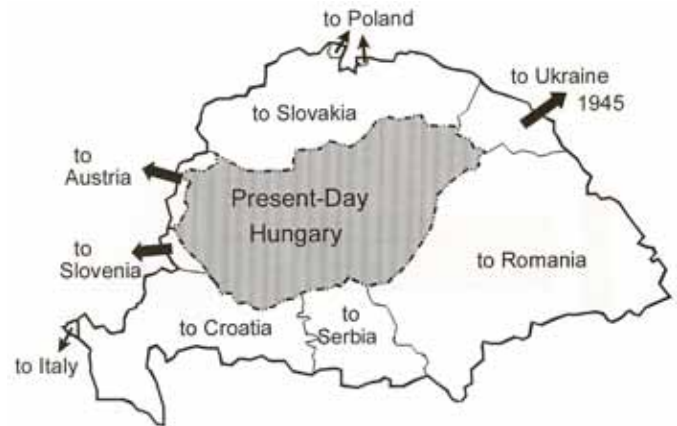 to Poland
to Ukraine
1945
to Slovakia
to
Austria
Present-Day
Hungary
to
Slovenia
to Romania
to Croatia
to
Serbia
to Italy